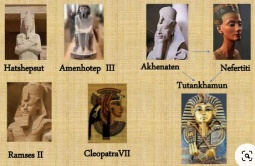 Hatshepsut
Amenhotep III
Akhenaten
Nefertiti
Tutankhamun
Ramses II
CleopatraVII